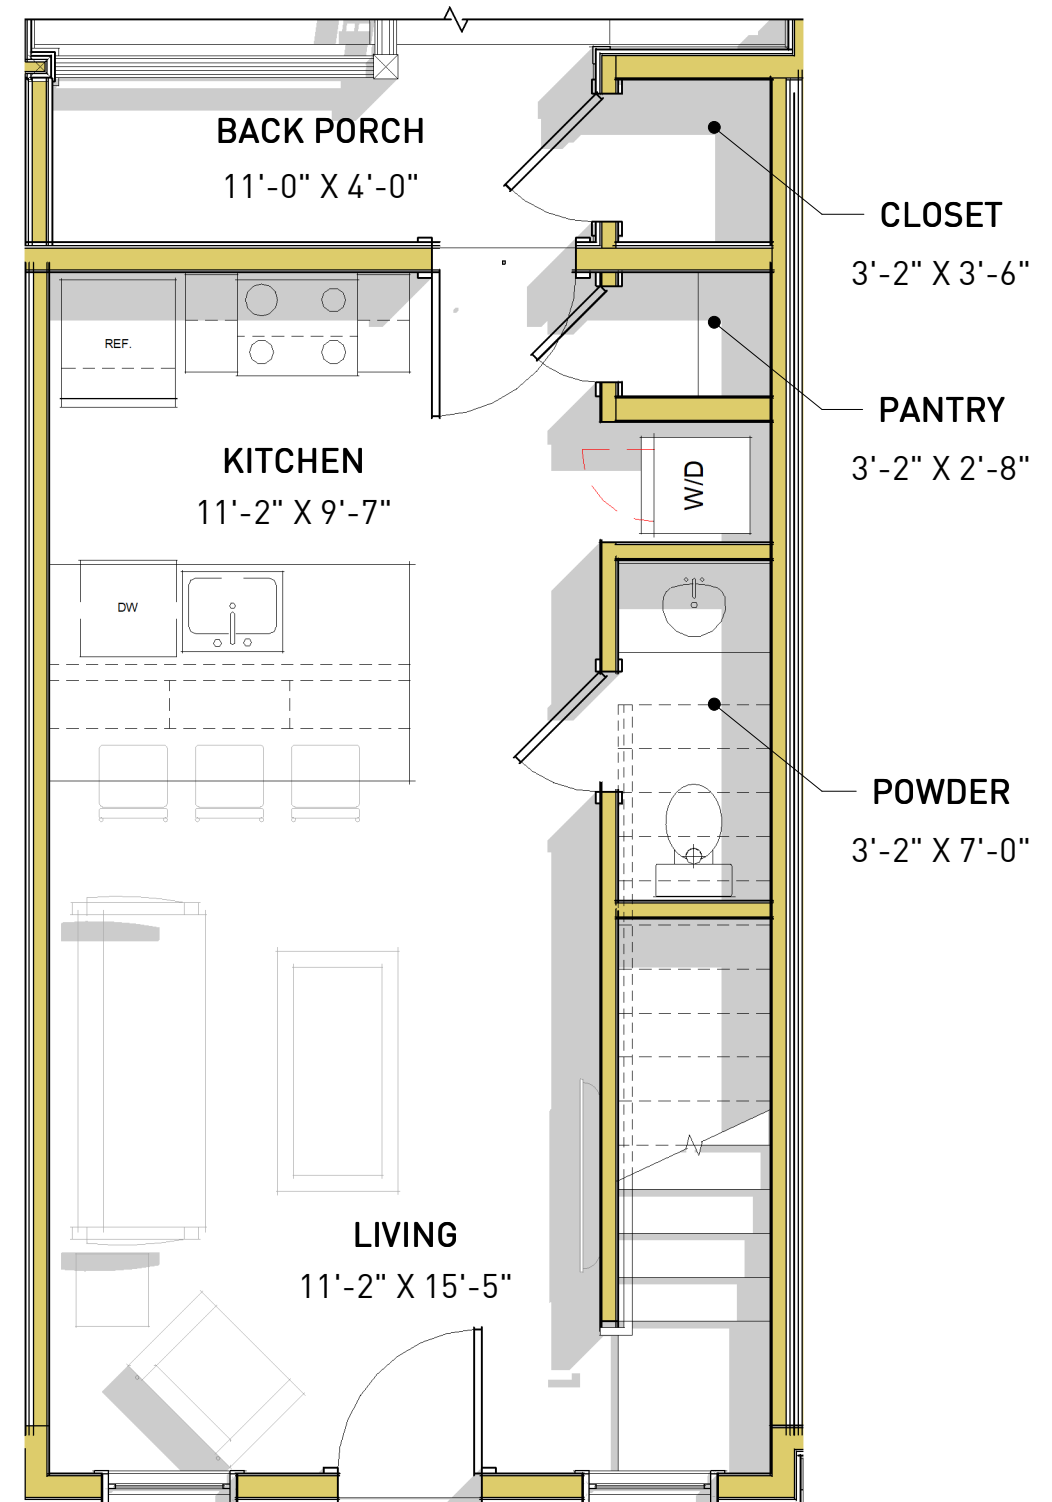 BACK PORCH
11'-0" X 4'-0"
CLOSET
3'-2" X 3'-6"
REF.
PANTRY
3'-2" X 2'-8"
KITCHEN
11'-2" X 9'-7"
W/D
DW
POWDER
3'-2" X 7'-0"
LIVING
11'-2" X 15'-5"